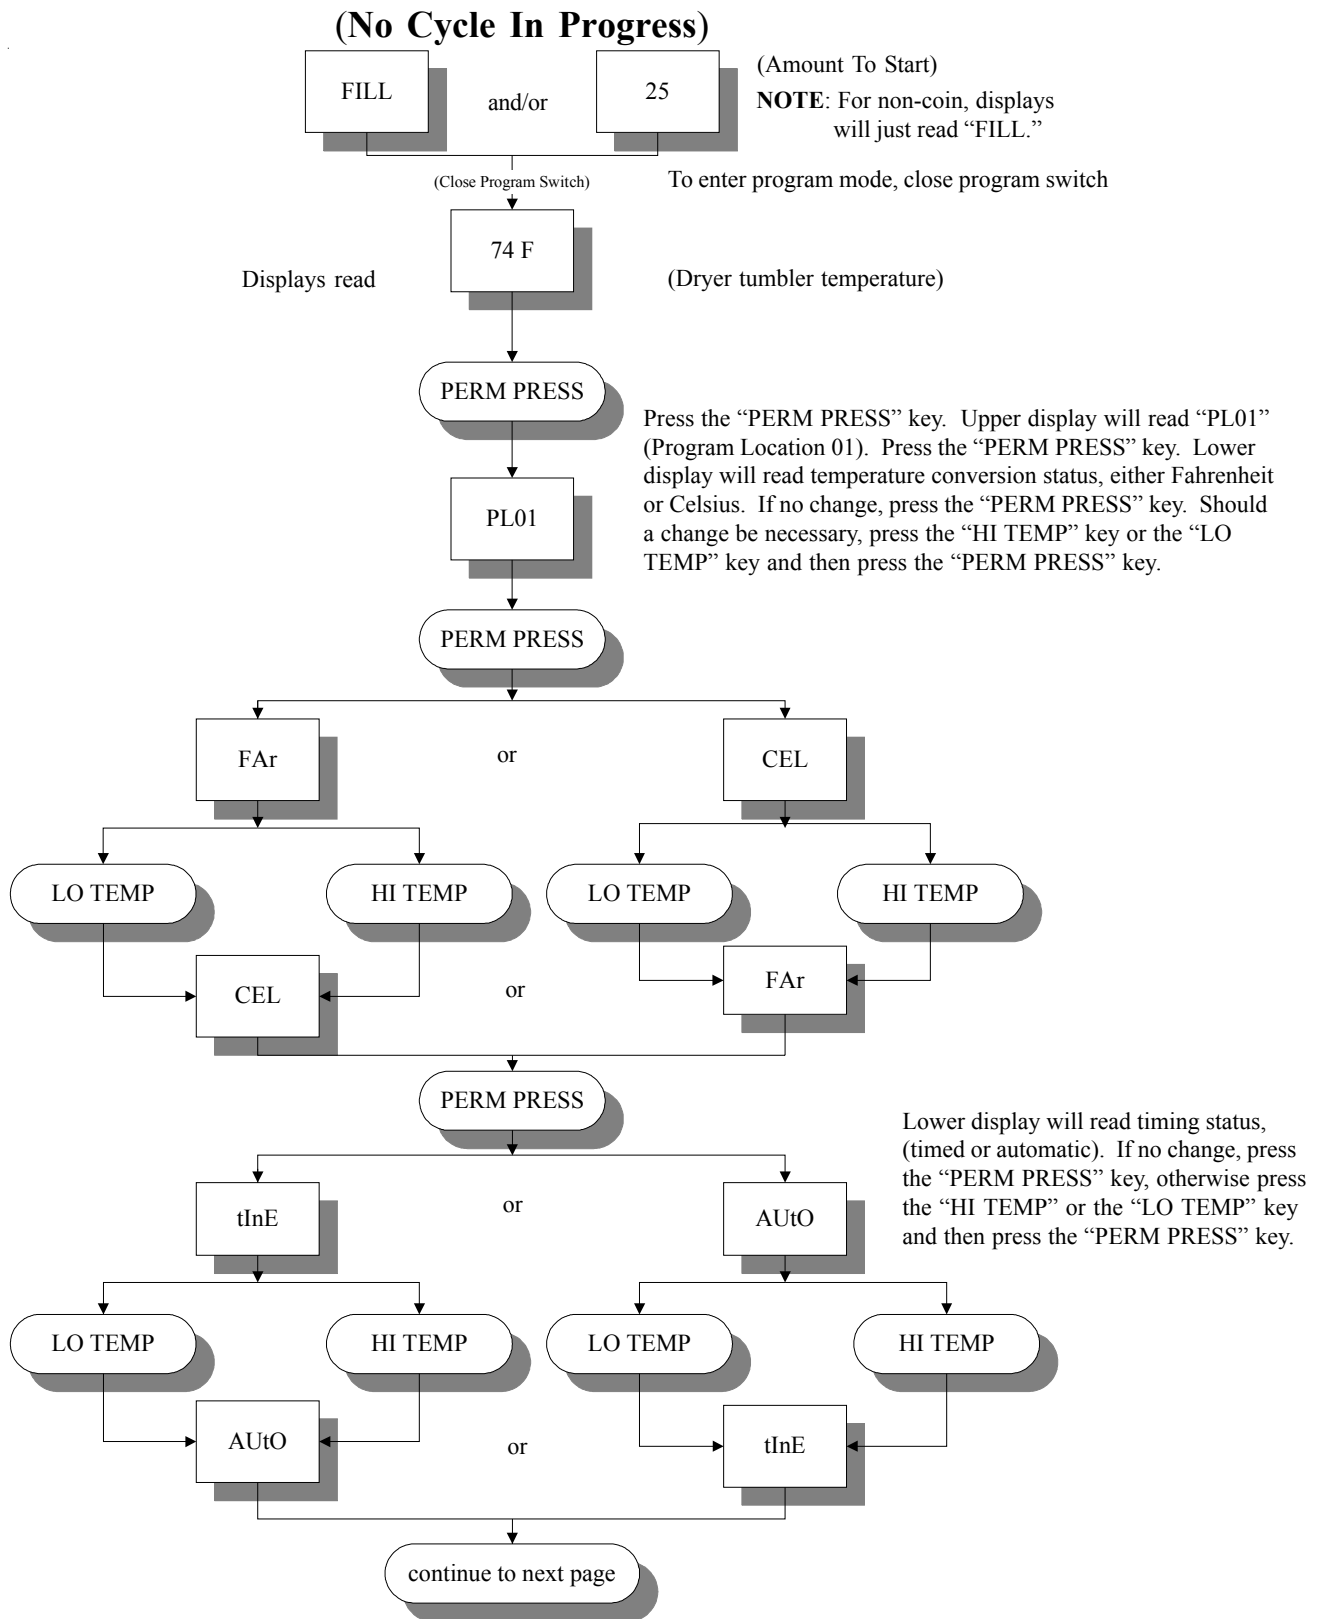 (No Cycle In Progress)
FILL
and/or
25
(Amount To Start)
NOTE: For non-coin, displays
will just read “FILL.”
(Close Program Switch)
To enter program mode, close program switch
Displays read
74 F
(Dryer tumbler temperature)
PERM PRESS
Press the “PERM PRESS” key. Upper display will read “PL01”
(Program Location 01). Press the “PERM PRESS” key. Lower
display will read temperature conversion status, either Fahrenheit
or Celsius. If no change, press the “PERM PRESS” key. Should
a change be necessary, press the “HI TEMP” key or the “LO
TEMP” key and then press the “PERM PRESS” key.
PL01
PERM PRESS
FAr
or
CEL
LO TEMP
HI TEMP
LO TEMP
HI TEMP
CEL
or
FAr
PERM PRESS
Lower display will read timing status,
(timed or automatic). If no change, press
the “PERM PRESS” key, otherwise press
the “HI TEMP” or the “LO TEMP” key
and then press the “PERM PRESS” key.
tInE
or
AUtO
LO TEMP
HI TEMP
LO TEMP
HI TEMP
AUtO
or
tInE
continue to next page